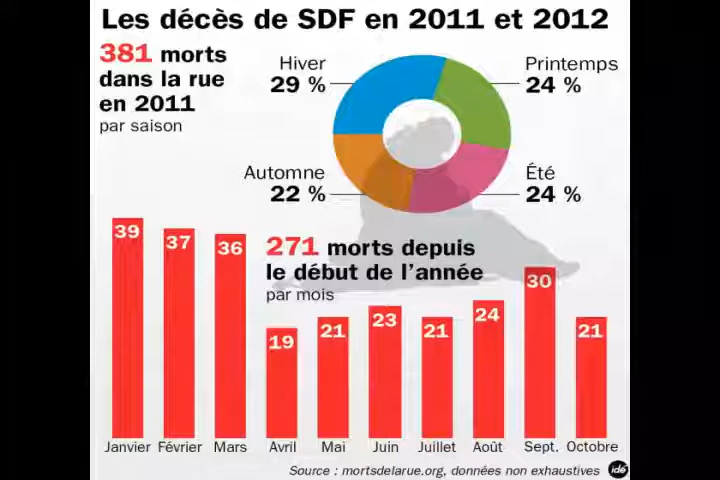 Les décès de SDF en 2011 et 2012
381 morts
dans la rue
en 2011
par saison
Hiver
29 %
Printemps
24 %
Automne
22 %
Été
24 %
271 morts depuis
le début de l'année
par mois
39
37
36
19
21
23
21
24
30
21
Janvier Février Mars Avril Mai Juin Juillet Août Sept. Octobre
Source : mortsdelarue.org, données non exhaustives
idé